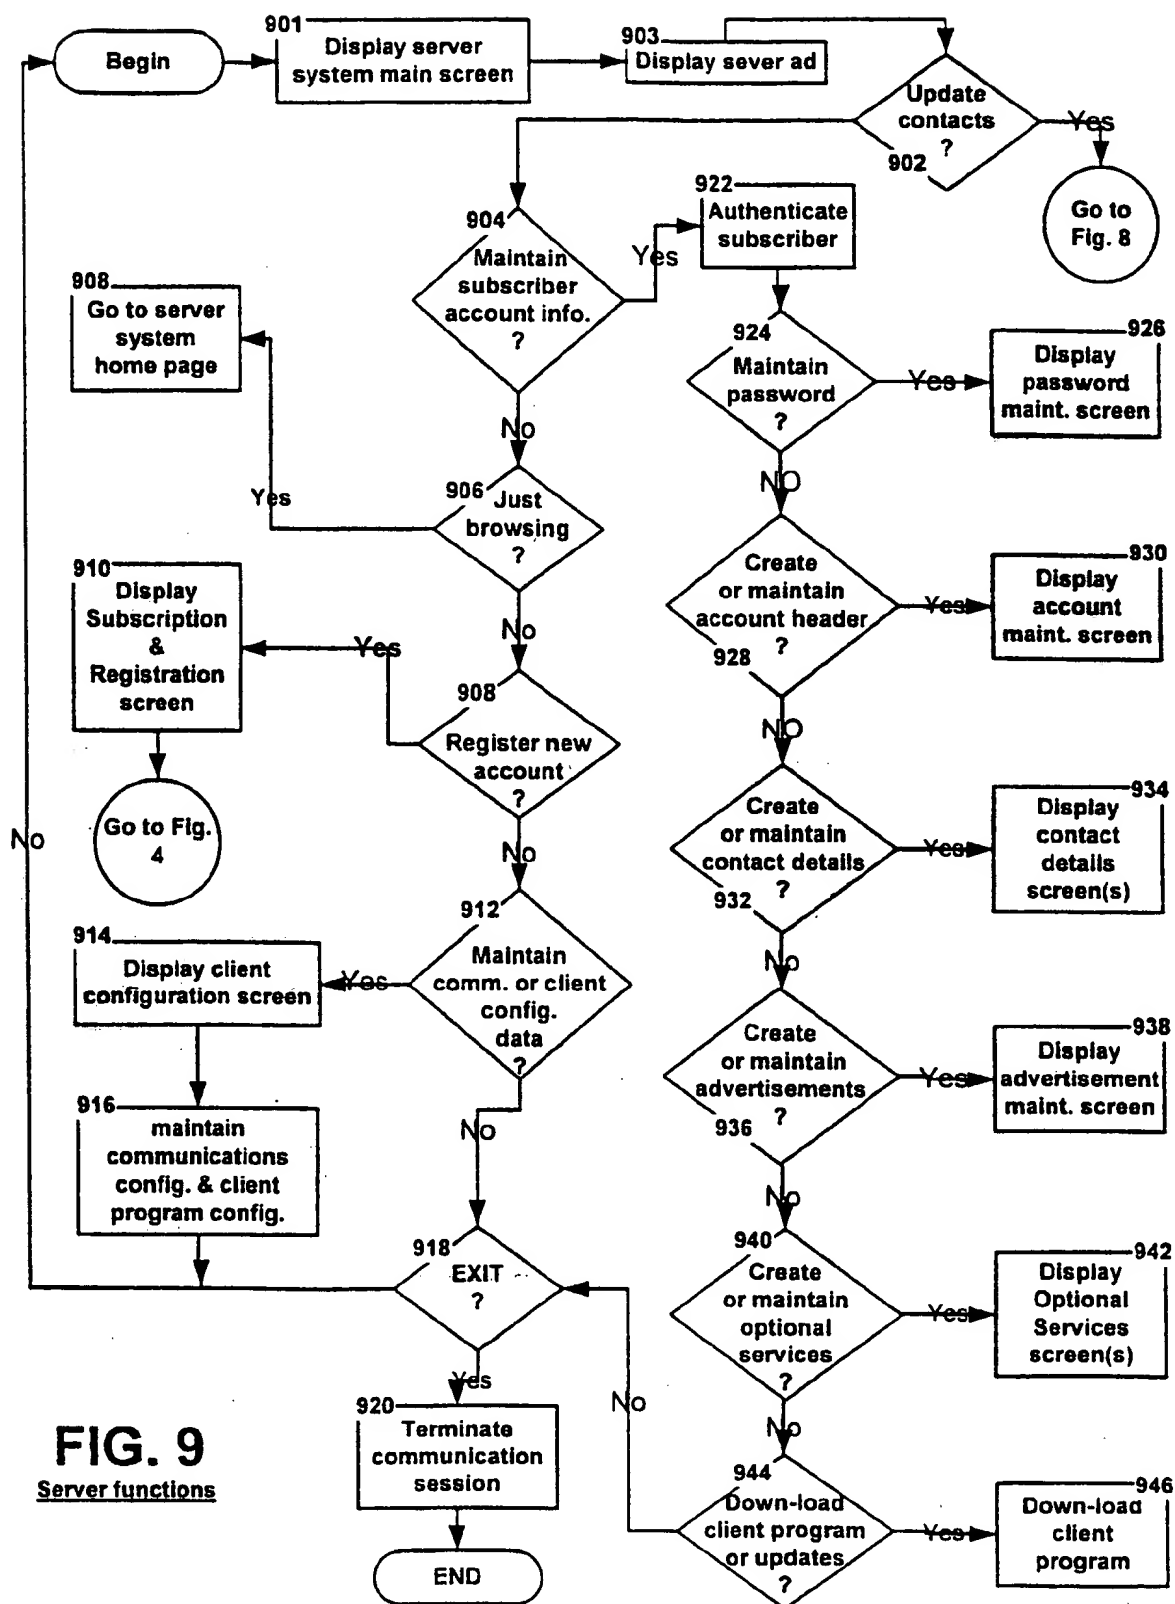 901
Begin
Display server
system main screen
903
Display sever ad
Update
contacts
?
902
Yes
Go to
Fig. 8
922
Authenticate
subscriber
904
Maintain
subscriber
account info.
?
Yes
908
Go to server
system
home page
924
Maintain
password
?
Yes
926
Display
password
maint. screen
No
NO
906
Just
browsing
?
Yes
910
Display
Subscription
&
Registration
screen
Create
or maintain
account header
?
928
Yes
930
Display
account
maint. screen
No
Yes
908
Register new
account
?
NO
Go to Fig.
4
No
No
Create
or maintain
contact details
?
932
Yes
934
Display
contact
details
screen(s)
912
Maintain
comm. or client
config.
data
?
Yes
914
Display client
configuration screen
No
Create
or maintain
advertisements
?
936
Yes
938
Display
advertisement
maint. screen
916
maintain
communications
config. & client
program config.
No
No
918
EXIT
?
940
Create
or maintain
optional
services
?
Yes
942
Display
Optional
Services
screen(s)
Yes
920
Terminate
communication
session
No
No
FIG. 9
Server functions
944
Down-load
client program
or updates
?
Yes
946
Down-load
client
program
END